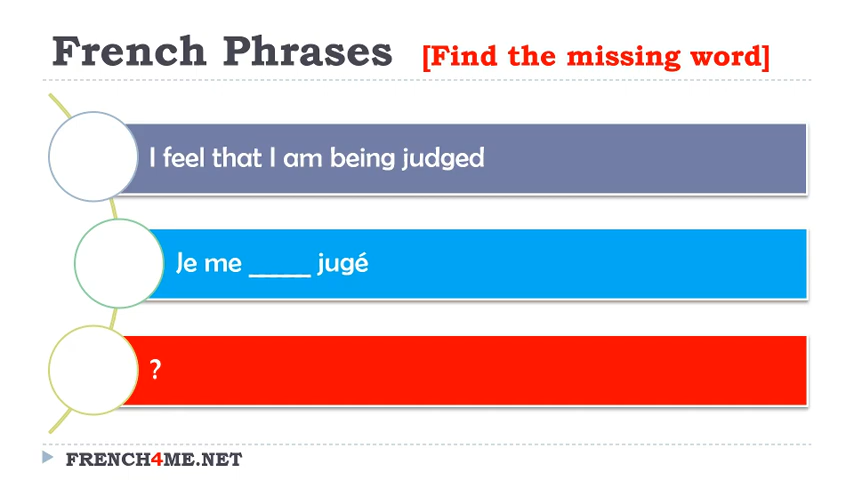 French Phrases [Find the missing word]
I feel that I am being judged
Je me _____ jugé
?
FRENCH4ME.NET